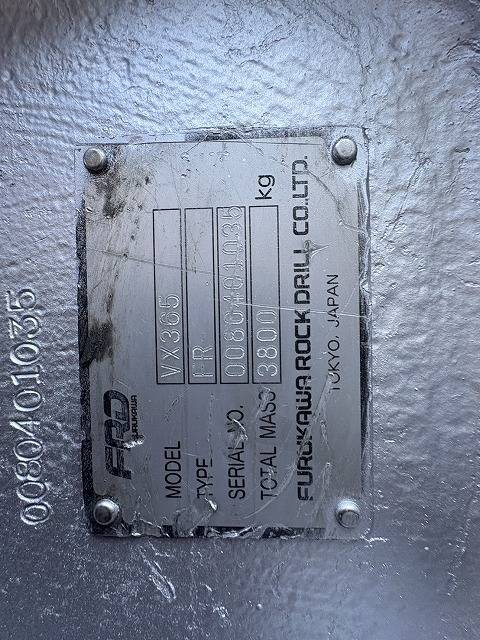 0080401035
FRD
FURUKAWA
MODEL VX365
TYPE FR
SERIAL NO. 0080401035
TOTAL MASS 3800 kg
FURUKAWA ROCK DRILL CO.,LTD.
TOKYO, JAPAN